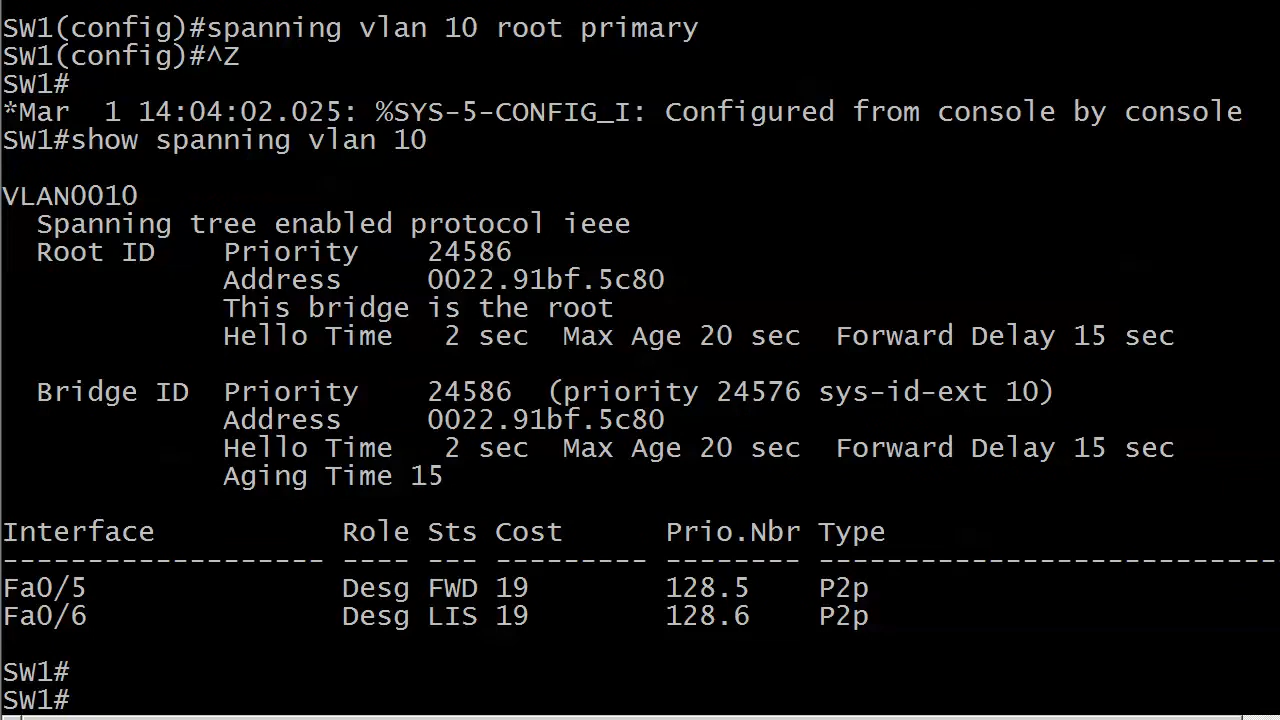 SW1(config)#spanning vlan 10 root primary
SW1(config)#^Z
SW1#
*Mar  1 14:04:02.025: %SYS-5-CONFIG_I: Configured from console by console
SW1#show spanning vlan 10

VLAN0010
  Spanning tree enabled protocol ieee
  Root ID    Priority    24586
             Address     0022.91bf.5c80
             This bridge is the root
             Hello Time   2 sec  Max Age 20 sec  Forward Delay 15 sec

  Bridge ID  Priority    24586  (priority 24576 sys-id-ext 10)
             Address     0022.91bf.5c80
             Hello Time   2 sec  Max Age 20 sec  Forward Delay 15 sec
             Aging Time 15

Interface           Role Sts Cost      Prio.Nbr Type
------------------- ---- --- --------- -------- ---------------------------
Fa0/5               Desg FWD 19        128.5    P2p
Fa0/6               Desg LIS 19        128.6    P2p

SW1#
SW1#